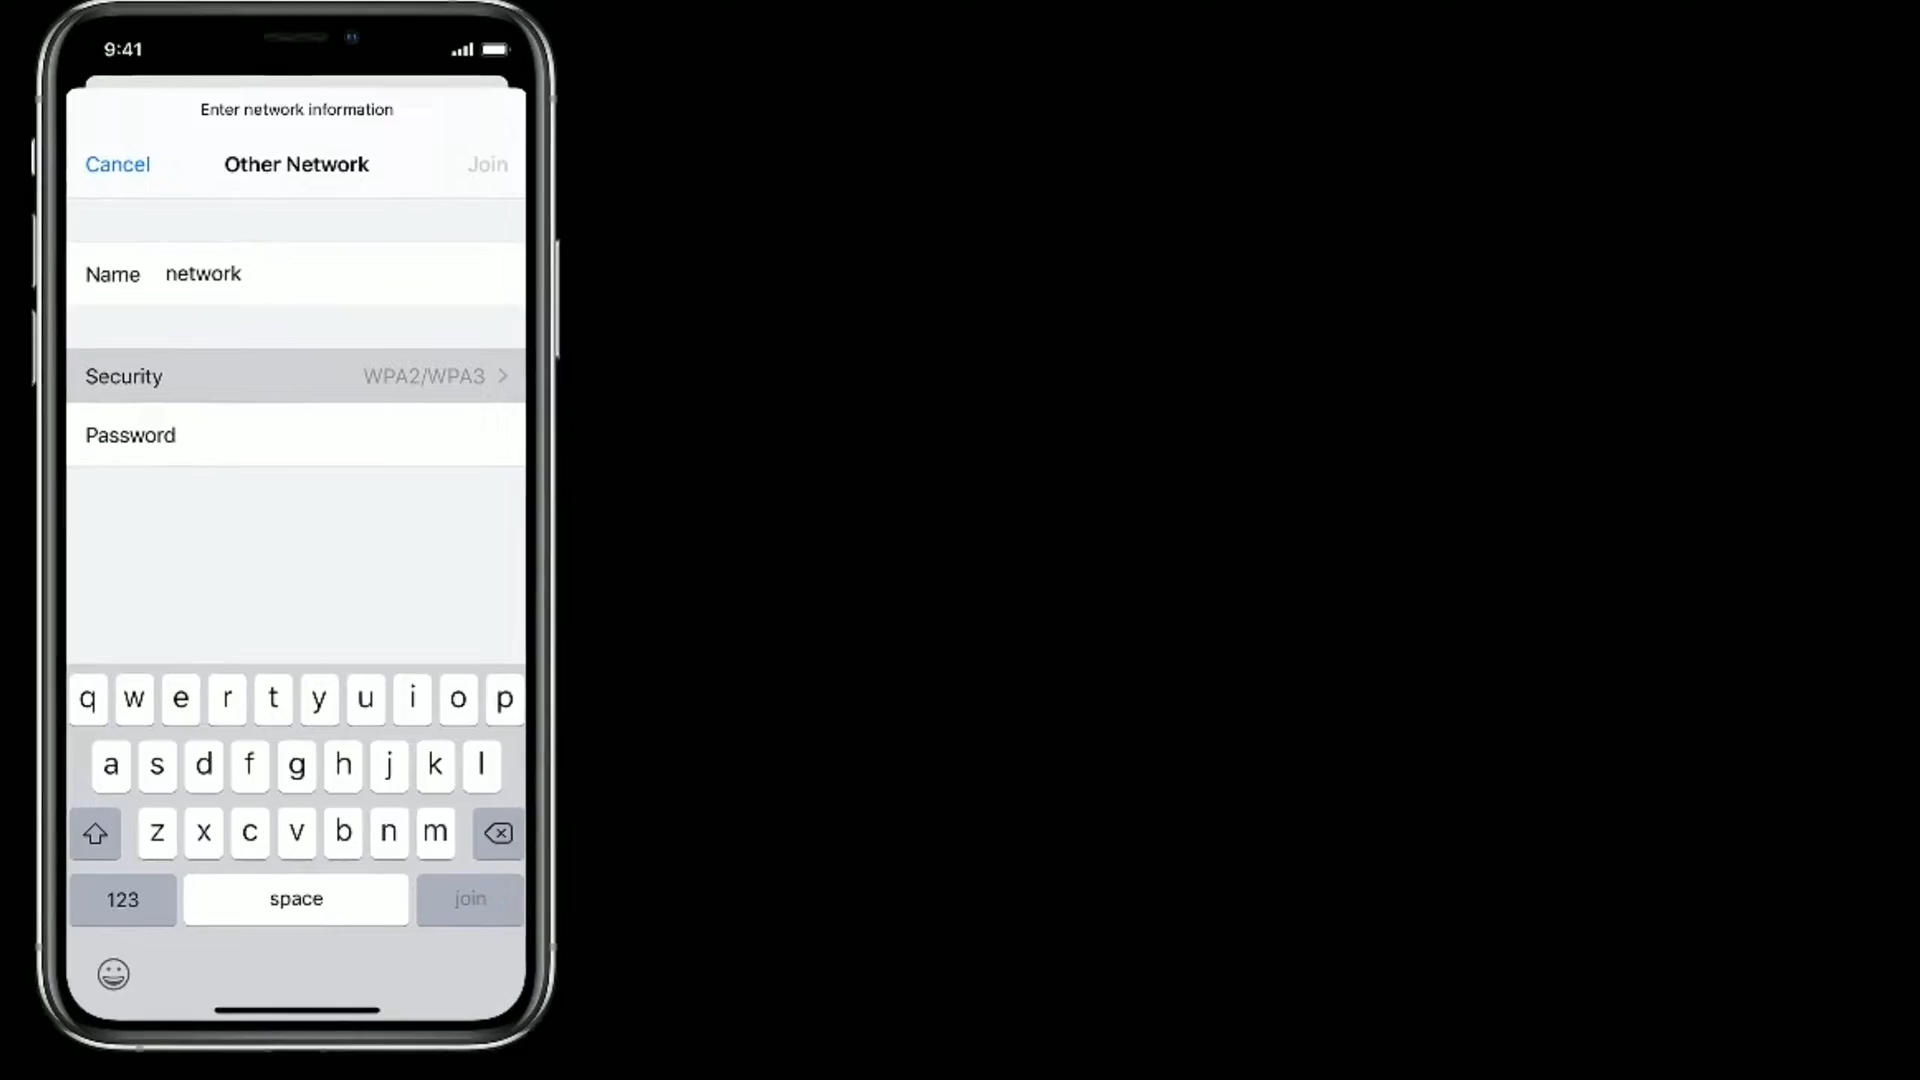 9:41
Enter network information
Cancel Other Network Join
Name network
Security WPA2/WPA3
Password
q w e r t y u i o p
a s d f g h j k l
z x c v b n m
123 space join